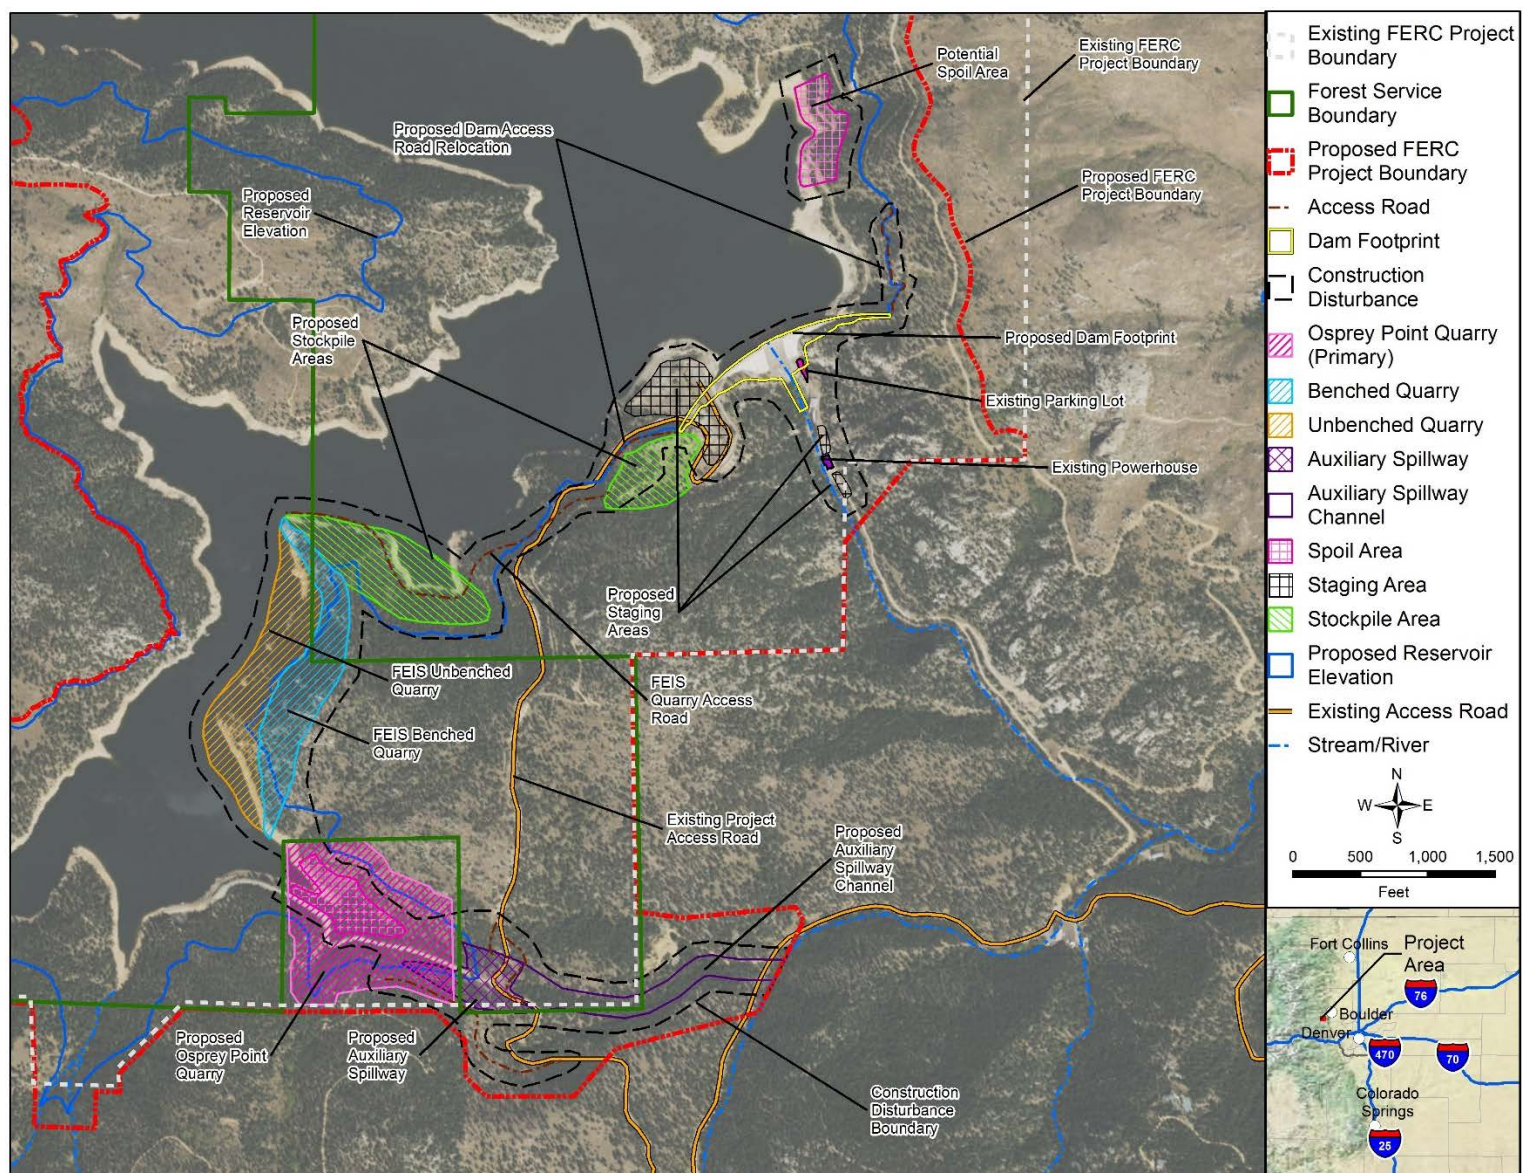 Potential
Spoil Area
Existing FERC
Project Boundary
Proposed Dam Access
Road Relocation
Proposed
Reservoir
Elevation
Proposed FERC
Project Boundary
Proposed
Stockpile
Areas
Proposed Dam Footprint
Existing Parking Lot
Existing Powerhouse
Proposed
Staging
Areas
FEIS Unbenched
Quarry
FEIS
Quarry Access
Road
FEIS Benched
Quarry
Existing Project
Access Road
Proposed
Auxiliary
Spillway
Channel
Proposed
Osprey Point
Quarry
Proposed
Auxiliary
Spillway
Construction
Disturbance
Boundary
Existing FERC Project
Boundary
Forest Service
Boundary
Proposed FERC
Project Boundary
Access Road
Dam Footprint
Construction
Disturbance
Osprey Point Quarry
(Primary)
Benched Quarry
Unbenched Quarry
Auxiliary Spillway
Auxiliary Spillway
Channel
Spoil Area
Staging Area
Stockpile Area
Proposed Reservoir
Elevation
Existing Access Road
Stream/River
N
W E
S
0 500 1,000 1,500
Feet
Fort Collins
Project
Area
76
Boulder
Denver
470
70
Colorado
Springs
25